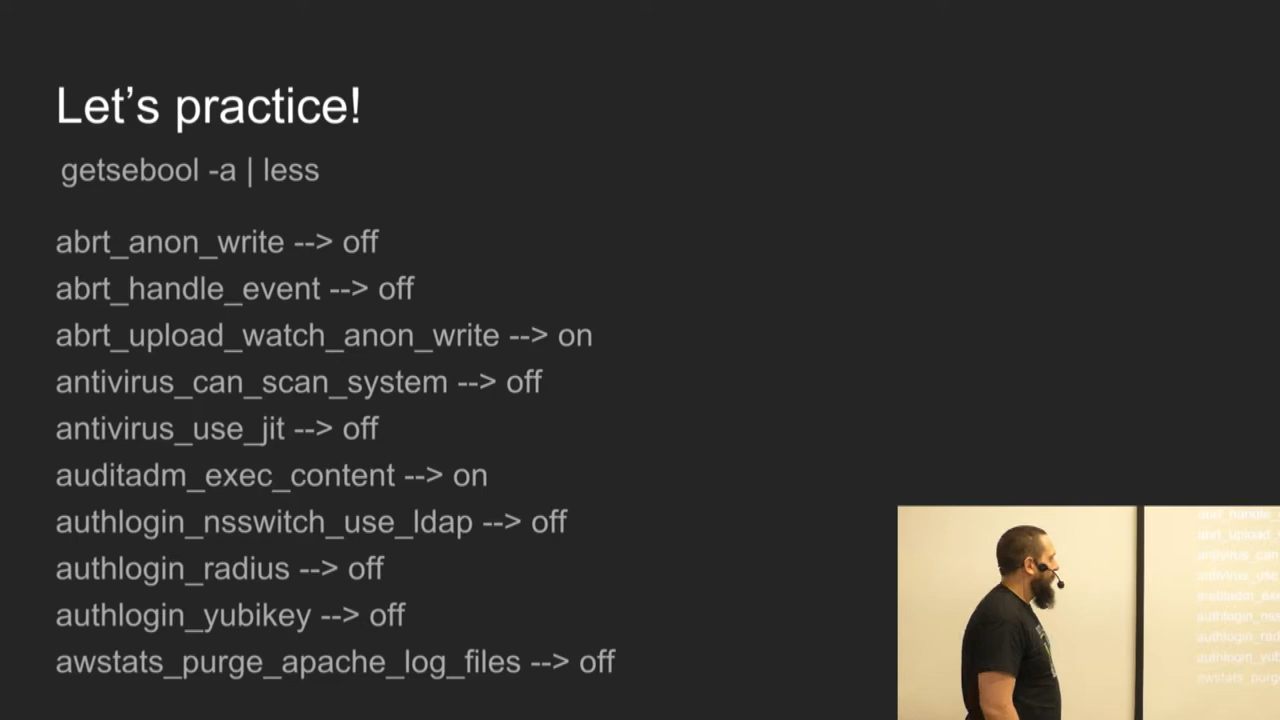 Let's practice!
getsebool -a | less
abrt_anon_write --> off
abrt_handle_event --> off
abrt_upload_watch_anon_write --> on
antivirus_can_scan_system --> off
antivirus_use_jit --> off
auditadm_exec_content --> on
authlogin_nsswitch_use_ldap --> off
authlogin_radius --> off
authlogin_yubikey --> off
awstats_purge_apache_log_files --> off